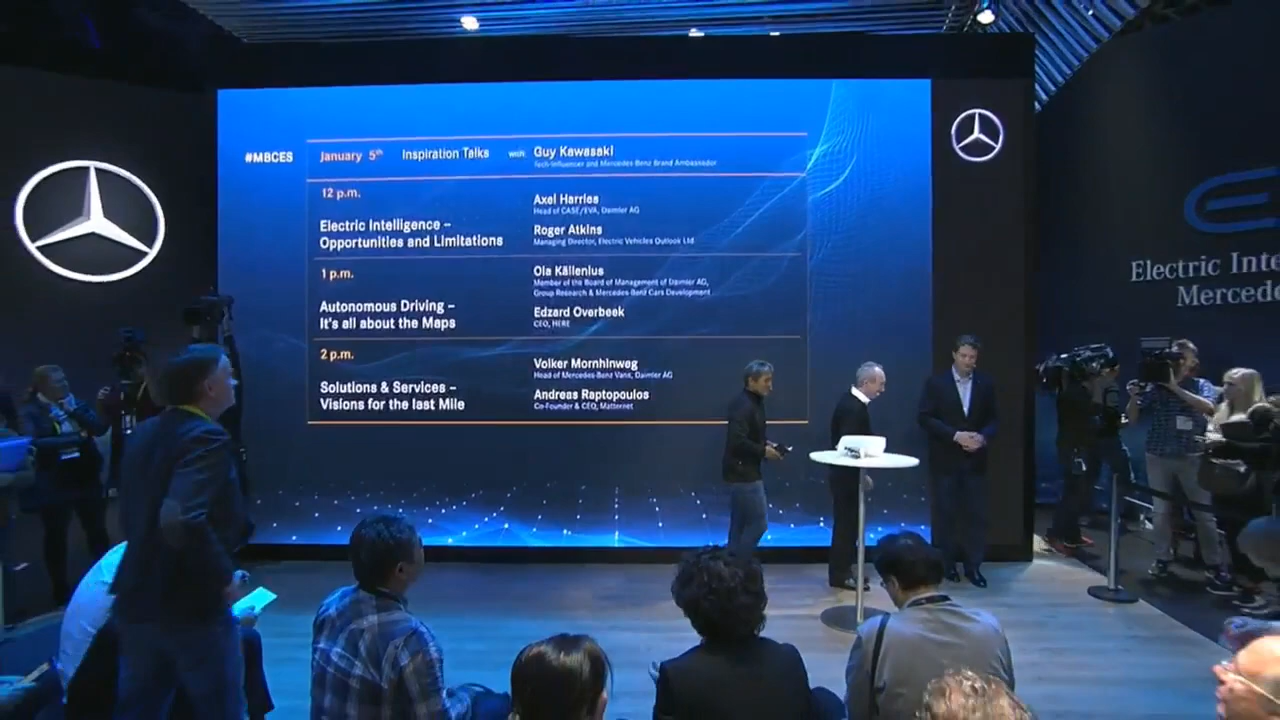 #MBCES
January 5th Inspiration Talks with Guy Kawasaki
Tech-Influencer and Mercedes-Benz Brand Ambassador
12 p.m.
Electric Intelligence –
Opportunities and Limitations
Axel Harries
Head of CASE/EVA, Daimler AG
Roger Atkins
Managing Director, Electric Vehicles Outlook Ltd
1 p.m.
Autonomous Driving –
It's all about the Maps
Ola Källenius
Member of the Board of Management of Daimler AG,
Group Research & Mercedes-Benz Cars Development
Edzard Overbeek
CEO, HERE
2 p.m.
Solutions & Services –
Visions for the last Mile
Volker Mornhinweg
Head of Mercedes-Benz Vans, Daimler AG
Andreas Raptopoulos
Co-Founder & CEO, Matternet
Electric Inte
Mercede